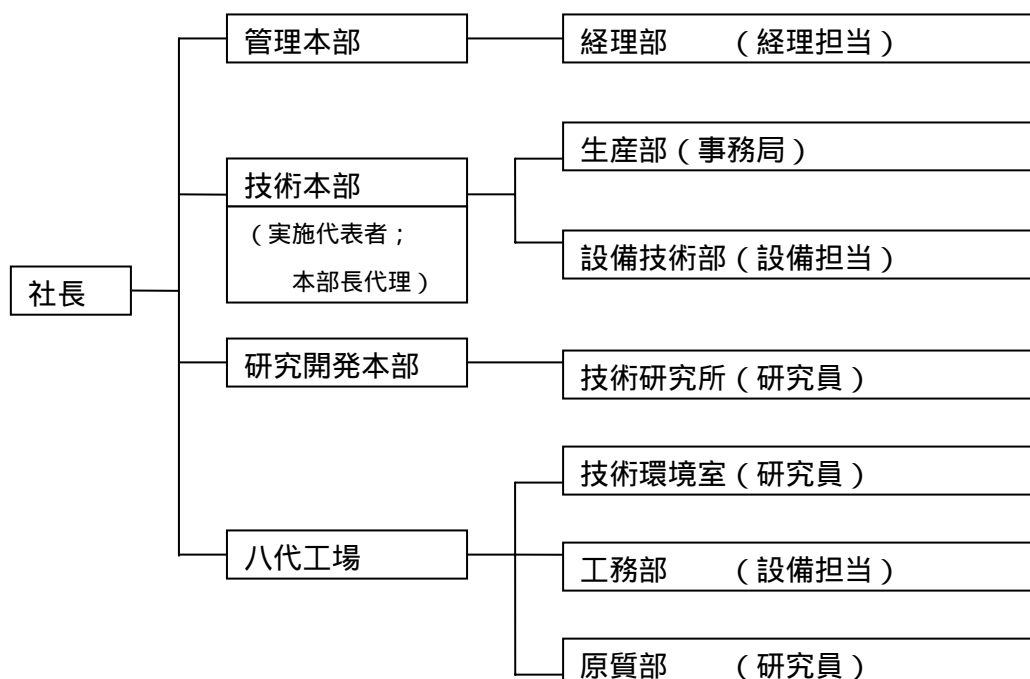 管理本部
経理部　　（経理担当）
生産部（事務局）
技術本部
（実施代表者；
本部長代理）
設備技術部（設備担当）
社長
研究開発本部
技術研究所（研究員）
技術環境室（研究員）
八代工場
工務部　　（設備担当）
原質部　　（研究員）